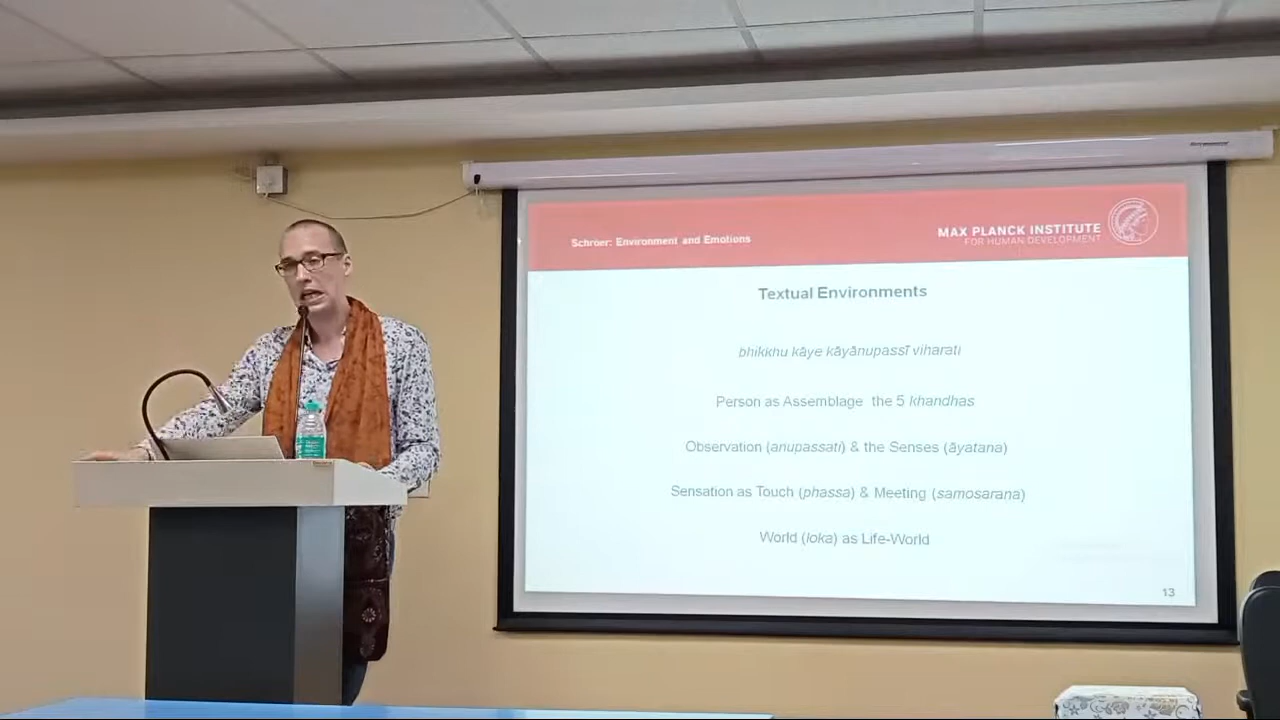 Schröer: Environment and Emotions
MAX PLANCK INSTITUTE
FOR HUMAN DEVELOPMENT
Textual Environments
bhikkhu kāye kāyānupassī viharati
Person as Assemblage the 5 khandhas
Observation (anupassati) & the Senses (āyatana)
Sensation as Touch (phassa) & Meeting (samosarana)
World (loka) as Life-World
13